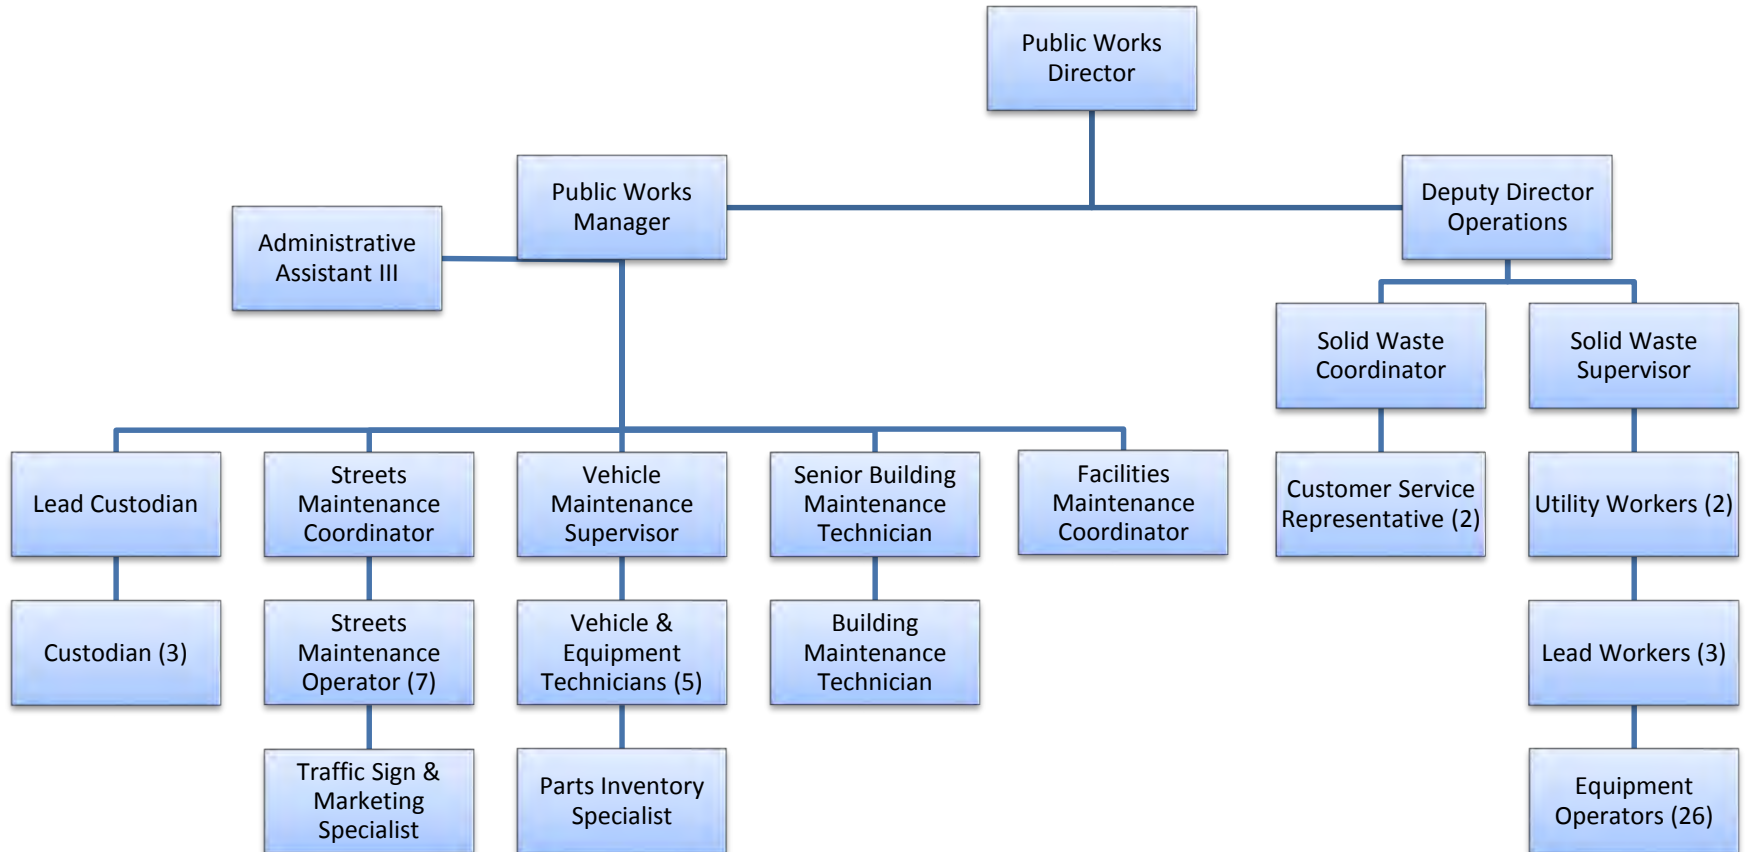 Public Works
Director
Public Works
Manager
Deputy Director
Operations
Administrative
Assistant III
Solid Waste
Coordinator
Solid Waste
Supervisor
Lead Custodian
Streets
Maintenance
Coordinator
Vehicle
Maintenance
Supervisor
Senior Building
Maintenance
Technician
Facilities
Maintenance
Coordinator
Customer Service
Representative (2)
Utility Workers (2)
Custodian (3)
Streets
Maintenance
Operator (7)
Vehicle &
Equipment
Technicians (5)
Building
Maintenance
Technician
Lead Workers (3)
Traffic Sign &
Marketing
Specialist
Parts Inventory
Specialist
Equipment
Operators (26)